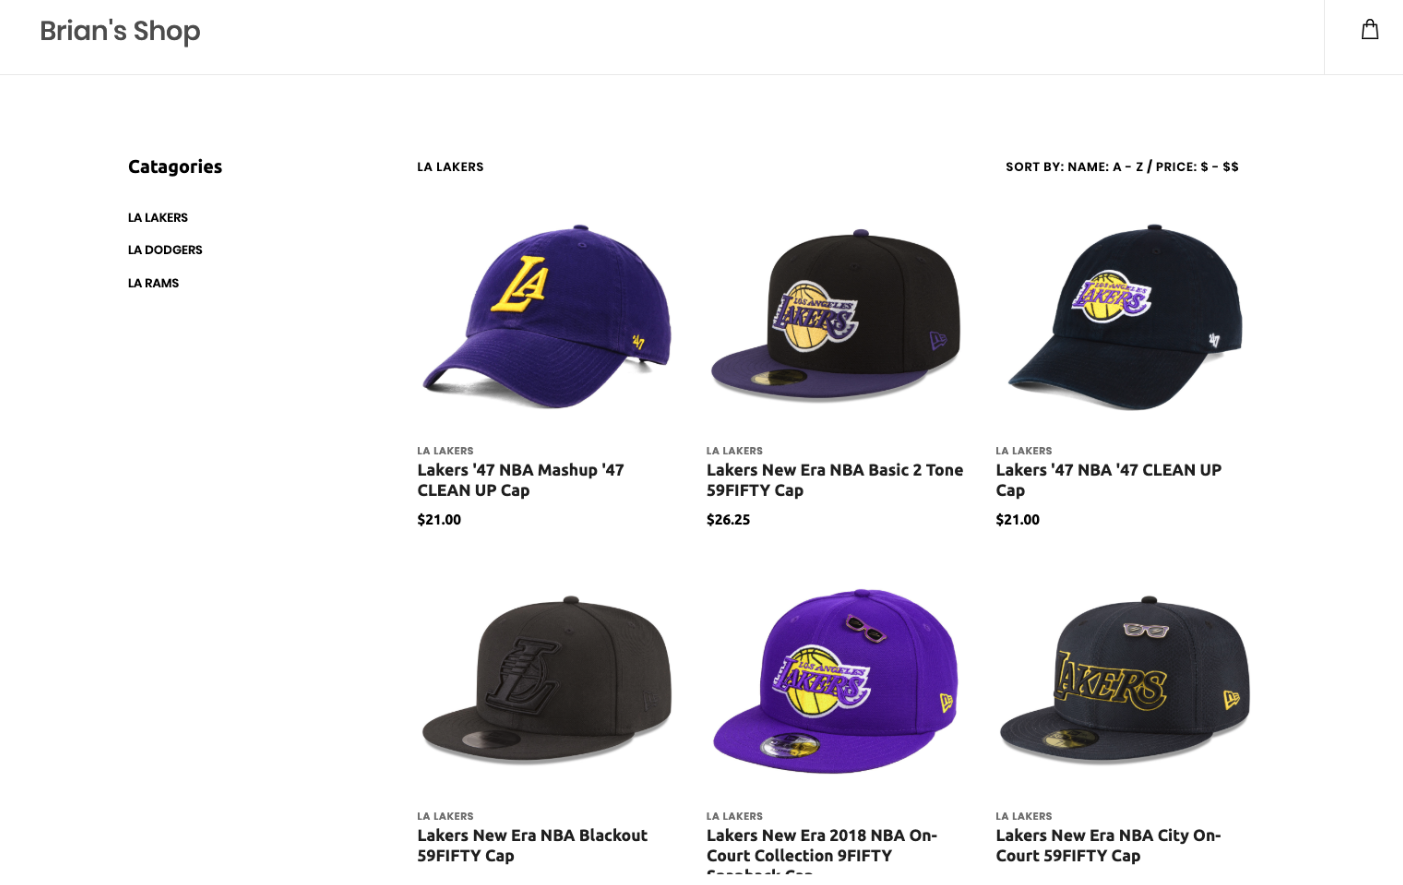 Brian's Shop
Catagories
LA LAKERS
LA DODGERS
LA RAMS
LA LAKERS
SORT BY: NAME: A - Z / PRICE: $ - $$
LA
'47
LOS ANGELES
LAKERS
LOS ANGELES
LAKERS
'47
LA LAKERS
Lakers '47 NBA Mashup '47
CLEAN UP Cap
$21.00
LA LAKERS
Lakers New Era NBA Basic 2 Tone
59FIFTY Cap
$26.25
LA LAKERS
Lakers '47 NBA '47 CLEAN UP
Cap
$21.00
L
LOS ANGELES
LAKERS
LAKERS
LA LAKERS
Lakers New Era NBA Blackout
59FIFTY Cap
LA LAKERS
Lakers New Era 2018 NBA On-
Court Collection 9FIFTY
Snapback Cap
LA LAKERS
Lakers New Era NBA City On-
Court 59FIFTY Cap